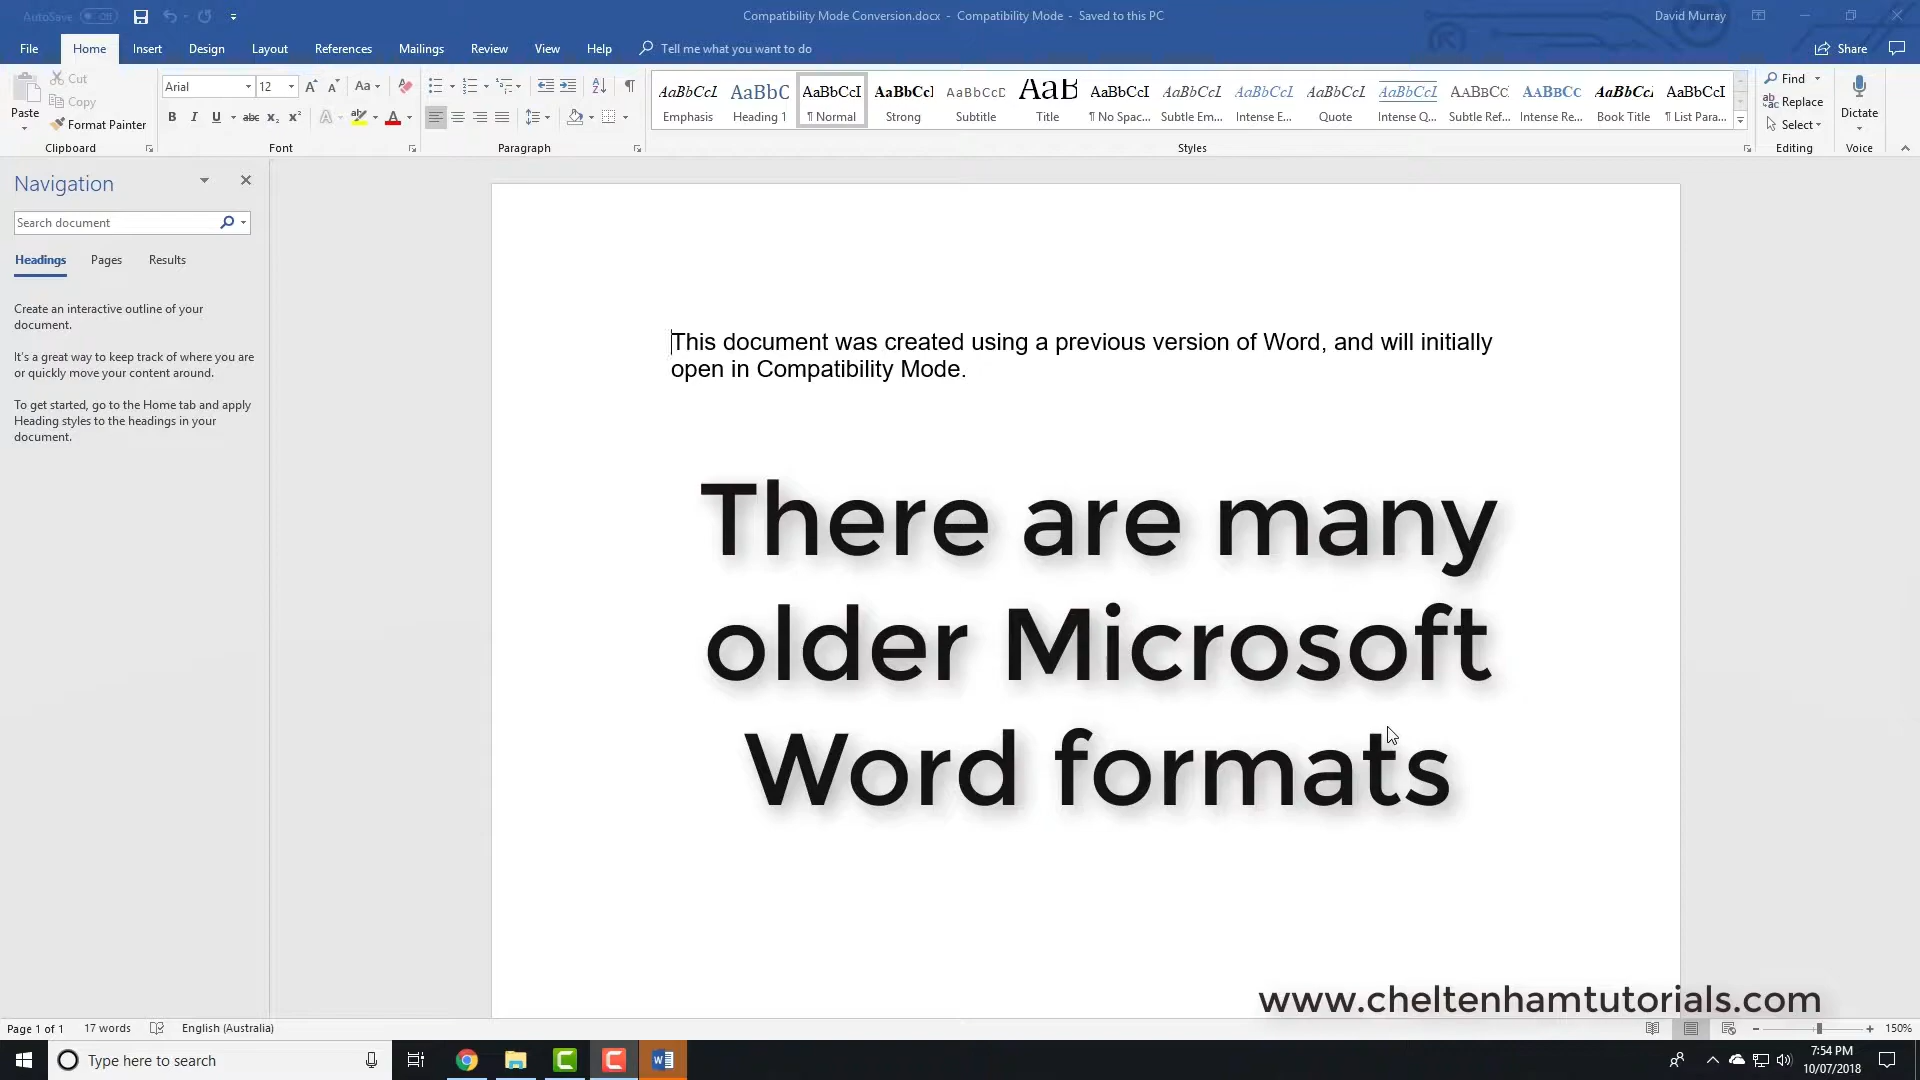 AutoSave Off
Compatibility Mode Conversion.docx - Compatibility Mode - Saved to this PC
David Murray
File Home Insert Design Layout References Mailings Review View Help Tell me what you want to do
Share
Paste
Cut
Copy
Format Painter
Clipboard
Arial 12
Font
Paragraph
AaBbCcI AaBbC AaBbCcI AaBbCcI AaBbCcD AaB AaBbCcI AaBbCcI AaBbCcI AaBbCcI AaBbCcI AaBbCc AaBbCc AaBbCcI AaBbCcI
Emphasis Heading 1 ¶ Normal Strong Subtitle Title ¶ No Spac... Subtle Em... Intense E... Quote Intense Q... Subtle Ref... Intense Re... Book Title ¶ List Para...
Styles
Find
Replace
Select
Editing
Dictate
Voice
Navigation
Search document
Headings Pages Results
Create an interactive outline of your
document.
It's a great way to keep track of where you are
or quickly move your content around.
To get started, go to the Home tab and apply
Heading styles to the headings in your
document.
This document was created using a previous version of Word, and will initially
open in Compatibility Mode.
There are many
older Microsoft
Word formats
www.cheltenhamtutorials.com
Page 1 of 1 17 words English (Australia)
150%
Type here to search
7:54 PM
10/07/2018